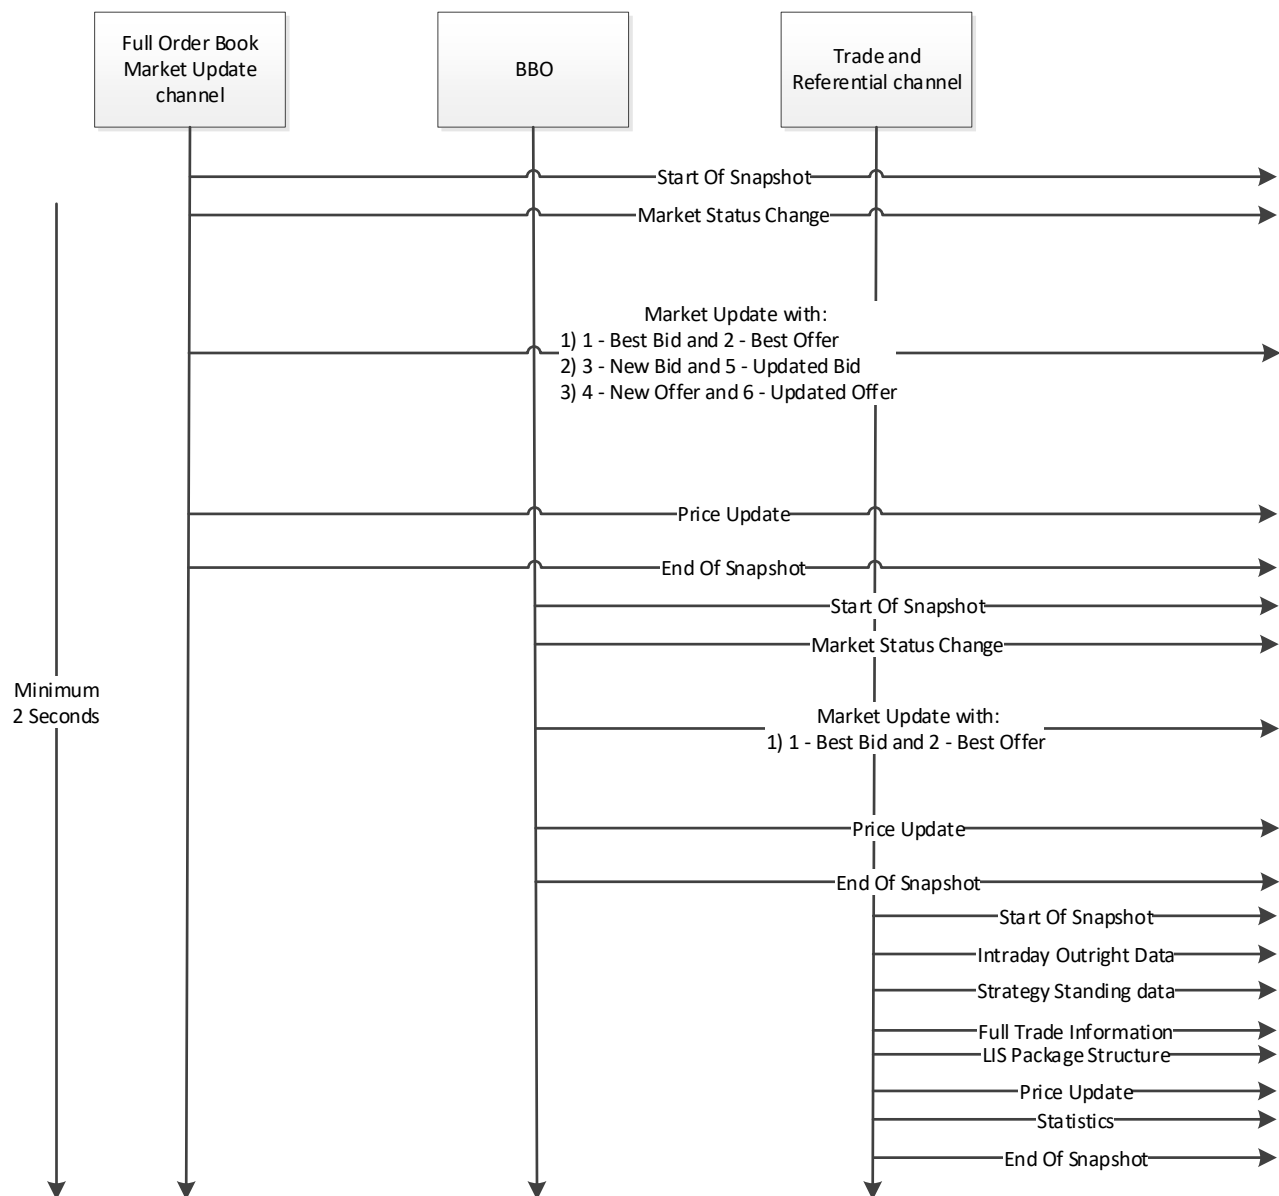 Full Order Book
Market Update
channel
BBO
Trade and
Referential channel
Start Of Snapshot
Market Status Change
Market Update with:
1) 1 - Best Bid and 2 - Best Offer
2) 3 - New Bid and 5 - Updated Bid
3) 4 - New Offer and 6 - Updated Offer
Price Update
End Of Snapshot
Start Of Snapshot
Market Status Change
Minimum
2 Seconds
Market Update with:
1) 1 - Best Bid and 2 - Best Offer
Price Update
End Of Snapshot
Start Of Snapshot
Intraday Outright Data
Strategy Standing data
Full Trade Information
LIS Package Structure
Price Update
Statistics
End Of Snapshot